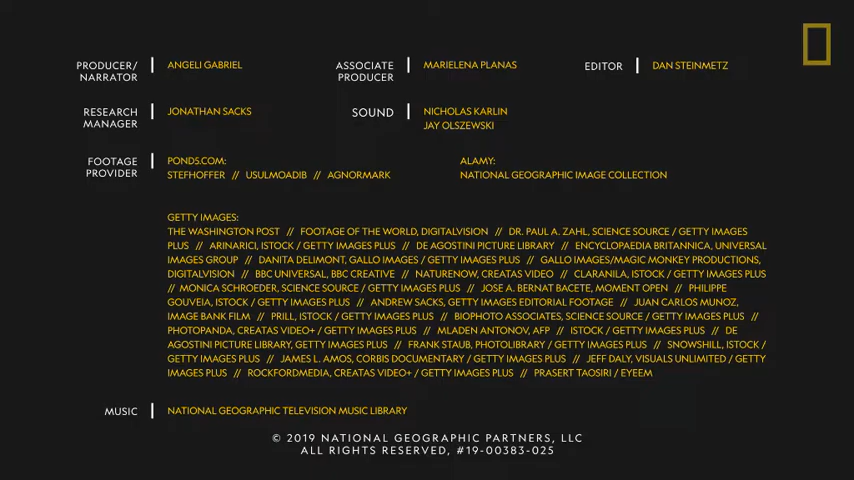 PRODUCER/ NARRATOR | ANGELI GABRIEL
ASSOCIATE PRODUCER | MARIELENA PLANAS
EDITOR | DAN STEINMETZ
RESEARCH MANAGER | JONATHAN SACKS
SOUND | NICHOLAS KARLIN
JAY OLSZEWSKI
FOOTAGE PROVIDER | POND5.COM:
STEFHOFFER // USULMOADIB // AGNORMARK
ALAMY:
NATIONAL GEOGRAPHIC IMAGE COLLECTION
GETTY IMAGES:
THE WASHINGTON POST // FOOTAGE OF THE WORLD, DIGITALVISION // DR. PAUL A. ZAHL, SCIENCE SOURCE / GETTY IMAGES
PLUS // ARINARICI, ISTOCK / GETTY IMAGES PLUS // DE AGOSTINI PICTURE LIBRARY // ENCYCLOPAEDIA BRITANNICA, UNIVERSAL
IMAGES GROUP // DANITA DELIMONT, GALLO IMAGES / GETTY IMAGES PLUS // GALLO IMAGES/MAGIC MONKEY PRODUCTIONS,
DIGITALVISION // BBC UNIVERSAL, BBC CREATIVE // NATURENOW, CREATAS VIDEO // CLARANILA, ISTOCK / GETTY IMAGES PLUS
// MONICA SCHROEDER, SCIENCE SOURCE / GETTY IMAGES PLUS // JOSE A. BERNAT BACETE, MOMENT OPEN // PHILIPPE
GOUVEIA, ISTOCK / GETTY IMAGES PLUS // ANDREW SACKS, GETTY IMAGES EDITORIAL FOOTAGE // JUAN CARLOS MUNOZ,
IMAGE BANK FILM // PRILL, ISTOCK / GETTY IMAGES PLUS // BIOPHOTO ASSOCIATES, SCIENCE SOURCE / GETTY IMAGES PLUS //
PHOTOPANDA, CREATAS VIDEO+ / GETTY IMAGES PLUS // MLADEN ANTONOV, AFP // ISTOCK / GETTY IMAGES PLUS // DE
AGOSTINI PICTURE LIBRARY, GETTY IMAGES PLUS // FRANK STAUB, PHOTOLIBRARY / GETTY IMAGES PLUS // SNOWSHILL, ISTOCK /
GETTY IMAGES PLUS // JAMES L. AMOS, CORBIS DOCUMENTARY / GETTY IMAGES PLUS // JEFF DALY, VISUALS UNLIMITED / GETTY
IMAGES PLUS // ROCKFORDMEDIA, CREATAS VIDEO+ / GETTY IMAGES PLUS // PRASERT TAOSIRI / EYEEM
MUSIC | NATIONAL GEOGRAPHIC TELEVISION MUSIC LIBRARY
© 2019 NATIONAL GEOGRAPHIC PARTNERS, LLC
ALL RIGHTS RESERVED, #19-00383-025